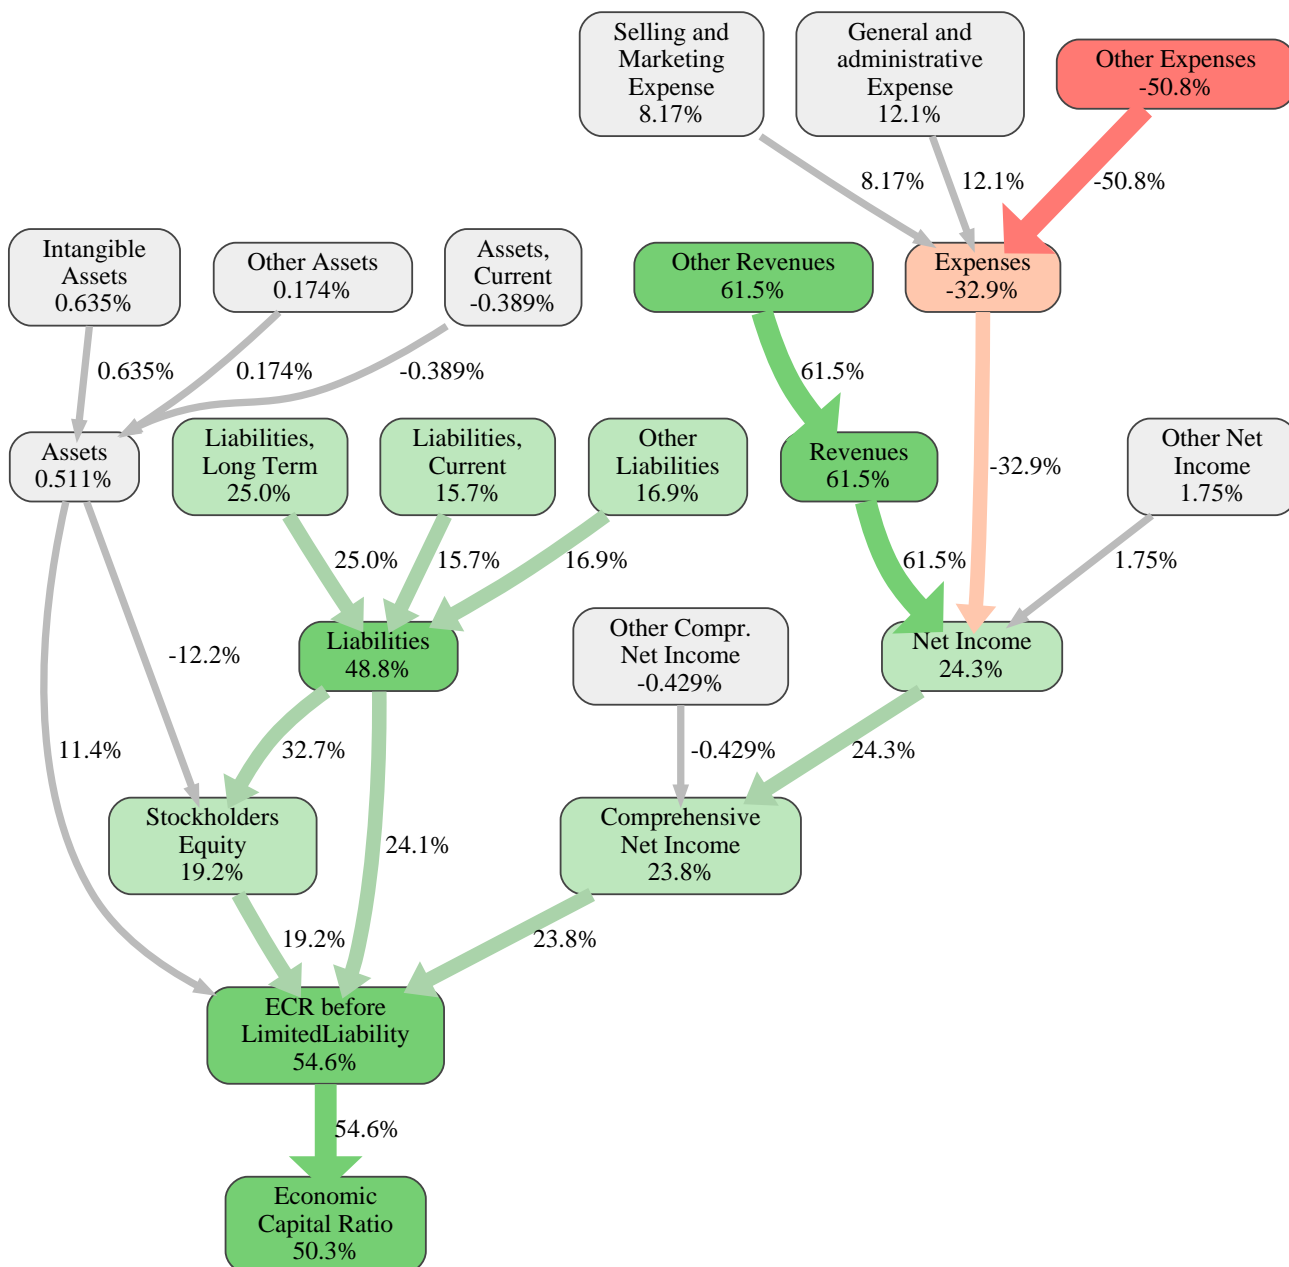 Selling and
Marketing
Expense
8.17%
General and
administrative
Expense
12.1%
Other Expenses
-50.8%
8.17%
12.1%
-50.8%
Intangible
Assets
0.635%
Other Assets
0.174%
Assets,
Current
-0.389%
Other Revenues
61.5%
Expenses
-32.9%
0.635%
0.174%
-0.389%
61.5%
Assets
0.511%
Liabilities,
Long Term
25.0%
Liabilities,
Current
15.7%
Other
Liabilities
16.9%
Revenues
61.5%
-32.9%
Other Net
Income
1.75%
25.0%
15.7%
16.9%
61.5%
1.75%
-12.2%
Liabilities
48.8%
Other Compr.
Net Income
-0.429%
Net Income
24.3%
11.4%
32.7%
-0.429%
24.3%
Stockholders
Equity
19.2%
24.1%
Comprehensive
Net Income
23.8%
19.2%
23.8%
ECR before
LimitedLiability
54.6%
54.6%
Economic
Capital Ratio
50.3%